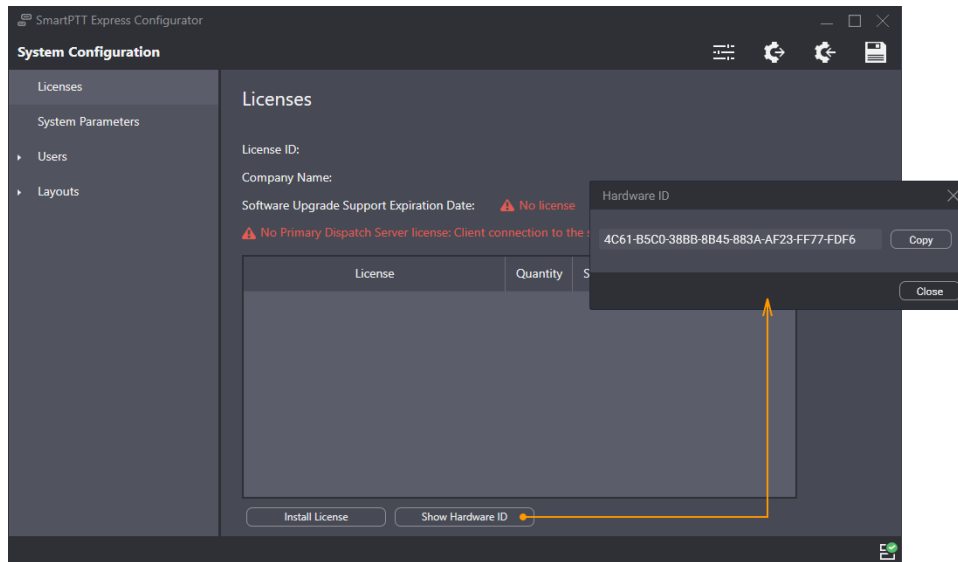 SmartPTT Express Configurator
System Configuration
Licenses
System Parameters
Users
Layouts
Licenses
License ID:
Company Name:
Software Upgrade Support Expiration Date: No license
No Primary Dispatch Server license: Client connection to the
License Quantity S
Install License Show Hardware ID
Hardware ID
4C61-B5C0-38BB-8B45-883A-AF23-FF77-FDF6 Copy
Close